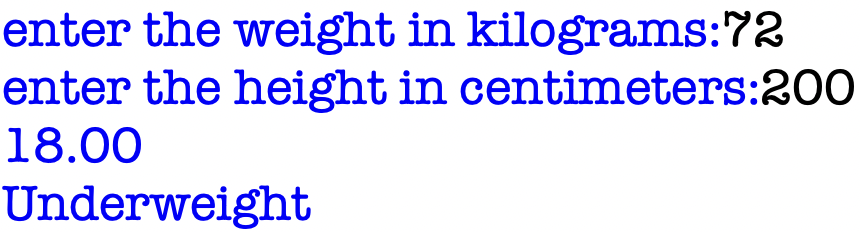 enter the weight in kilograms:72
enter the height in centimeters:200
18.00
Underweight